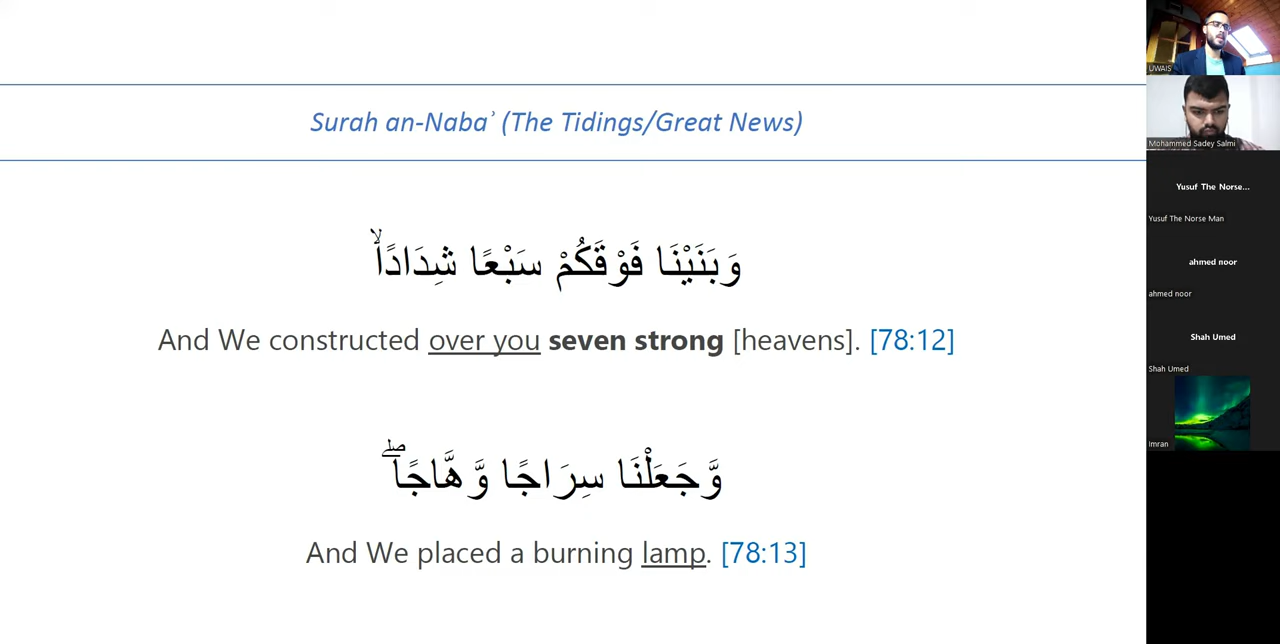 Surah an-Nabaʾ (The Tidings/Great News)
وَبَنَيْنَا فَوْقَكُمْ سَبْعًا شِدَادًاۙ
And We constructed over you seven strong [heavens]. [78:12]
وَّجَعَلْنَا سِرَاجًا وَّهَّاجًاۖ
And We placed a burning lamp. [78:13]
UWAIS
Mohammed Sadey Salmi
Yusuf The Norse...
Yusuf The Norse Man
ahmed noor
ahmed noor
Shah Umed
Shah Umed
Imran